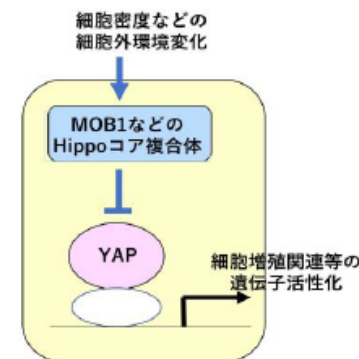 細胞密度などの
細胞外環境変化
MOB1などの
Hippoコア複合体
YAP
細胞増殖関連等の
遺伝子活性化